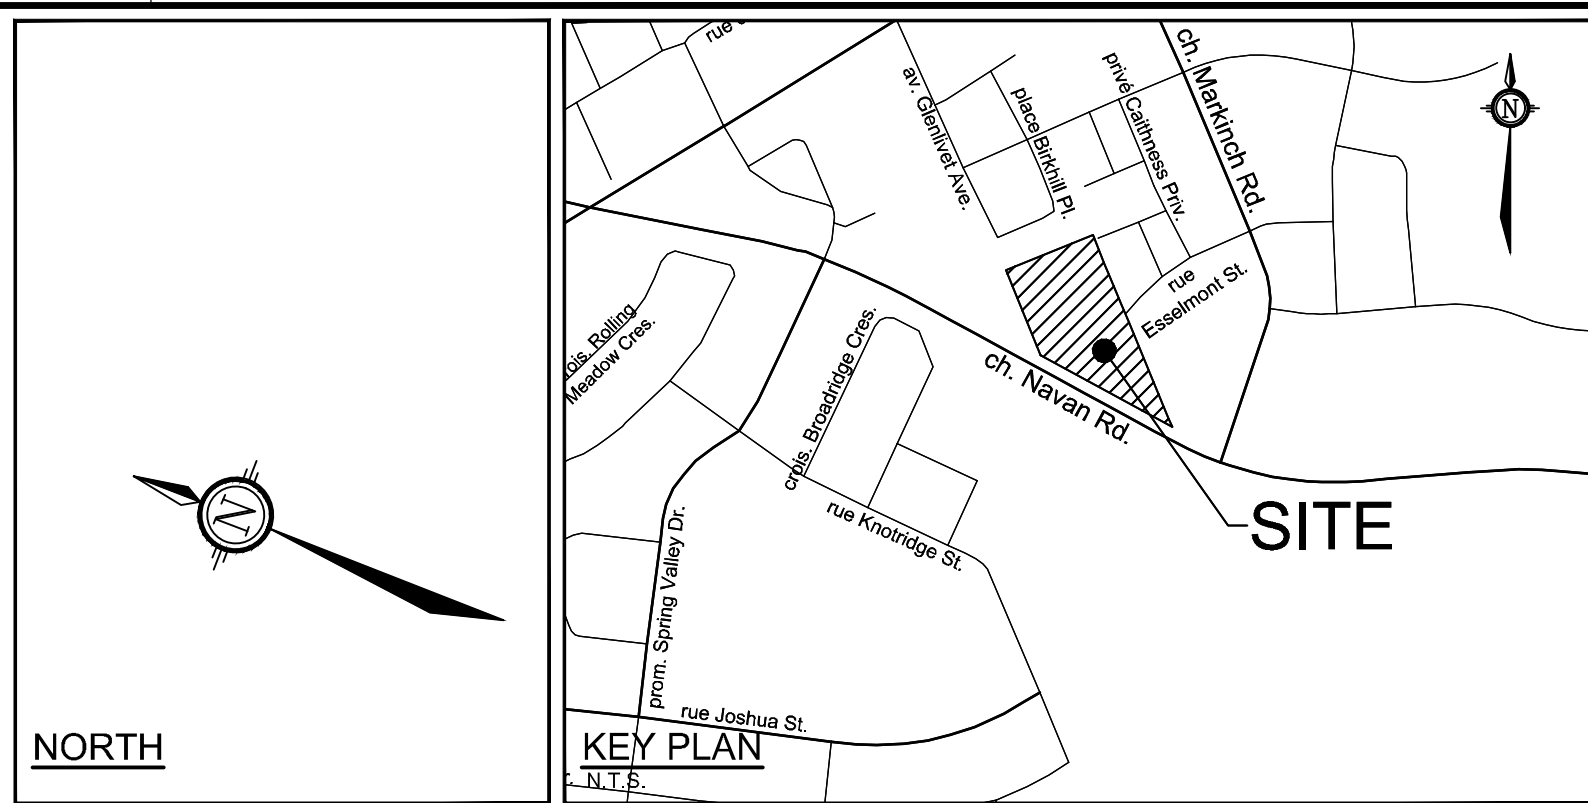 rue
av. Glenlivet Ave.
place Birkhill Pl.
privé Caithness Priv.
ch. Markinch Rd.
N
rue
Esselmont St.
Rolling
Meadow Cres.
crois. Broadridge Cres.
ch. Navan Rd.
SITE
rue Knotridge St.
prom. Spring Valley Dr.
rue Joshua St.
N
NORTH
KEY PLAN
N.T.S.